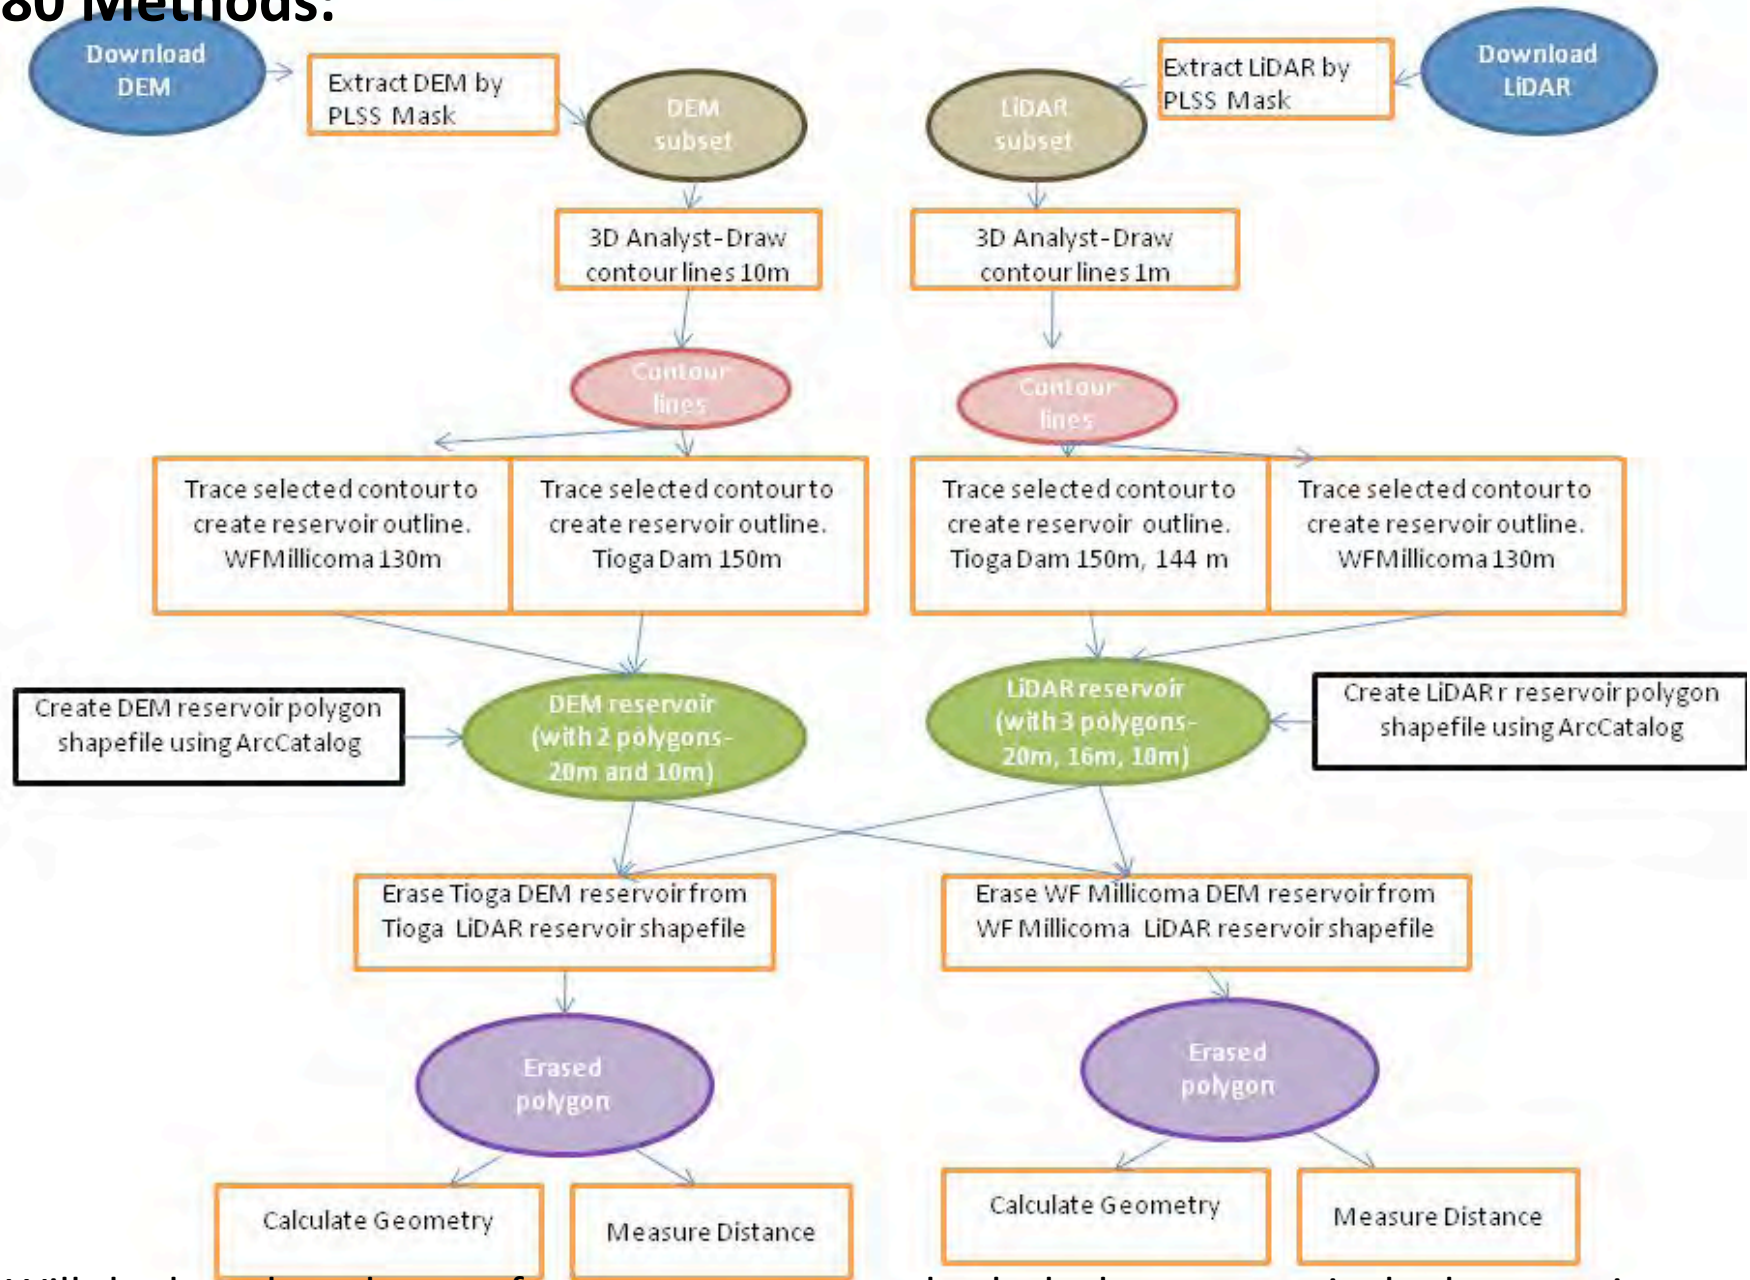 80 Methods:
Download
DEM
Extract DEM by
PLSS Mask
DEM
subset
LiDAR
subset
Extract LiDAR by
PLSS Mask
Download
LiDAR
3D Analyst-Draw
contour lines 10m
3D Analyst-Draw
contour lines 1m
Contour
lines
Contour
lines
Trace selected contour to
create reservoir outline.
WFMillicoma 130m
Trace selected contour to
create reservoir outline.
Tioga Dam 150m
Trace selected contour to
create reservoir outline.
Tioga Dam 150m, 144 m
Trace selected contour to
create reservoir outline.
WFMillicoma 130m
Create DEM reservoir polygon
shapefile using ArcCatalog
DEM reservoir
(with 2 polygons-
20m and 10m)
LiDAR reservoir
(with 3 polygons-
20m, 16m, 10m)
Create LiDAR r reservoir polygon
shapefile using ArcCatalog
Erase Tioga DEM reservoir from
Tioga LiDAR reservoir shapefile
Erase WF Millicoma DEM reservoir from
WF Millicoma LiDAR reservoir shapefile
Erased
polygon
Erased
polygon
Calculate Geometry
Measure Distance
Calculate Geometry
Measure Distance